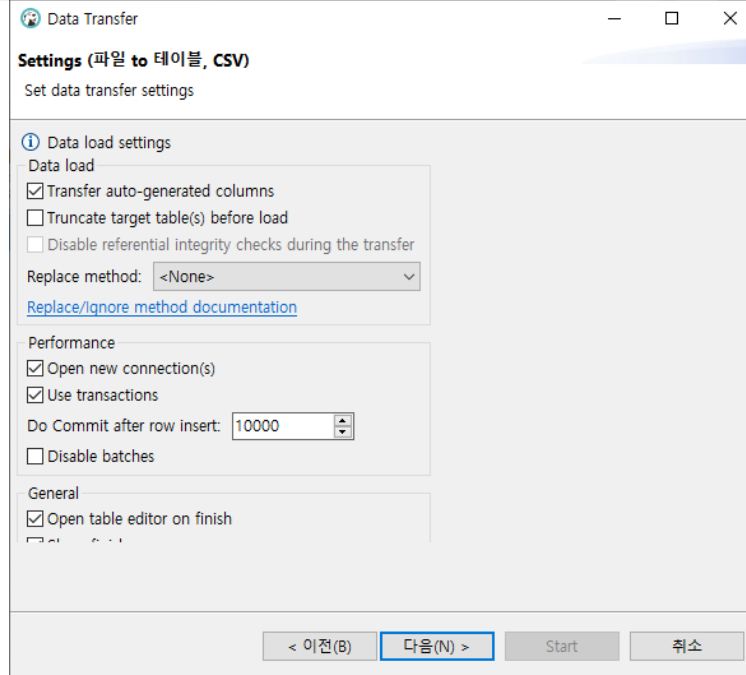 Data Transfer
Settings (파일 to 테이블, CSV)
Set data transfer settings
Data load settings
Data load
Transfer auto-generated columns
Truncate target table(s) before load
Disable referential integrity checks during the transfer
Replace method: <None>
Replace/Ignore method documentation
Performance
Open new connection(s)
Use transactions
Do Commit after row insert: 10000
Disable batches
General
Open table editor on finish
< 이전(B) 다음(N) > Start 취소